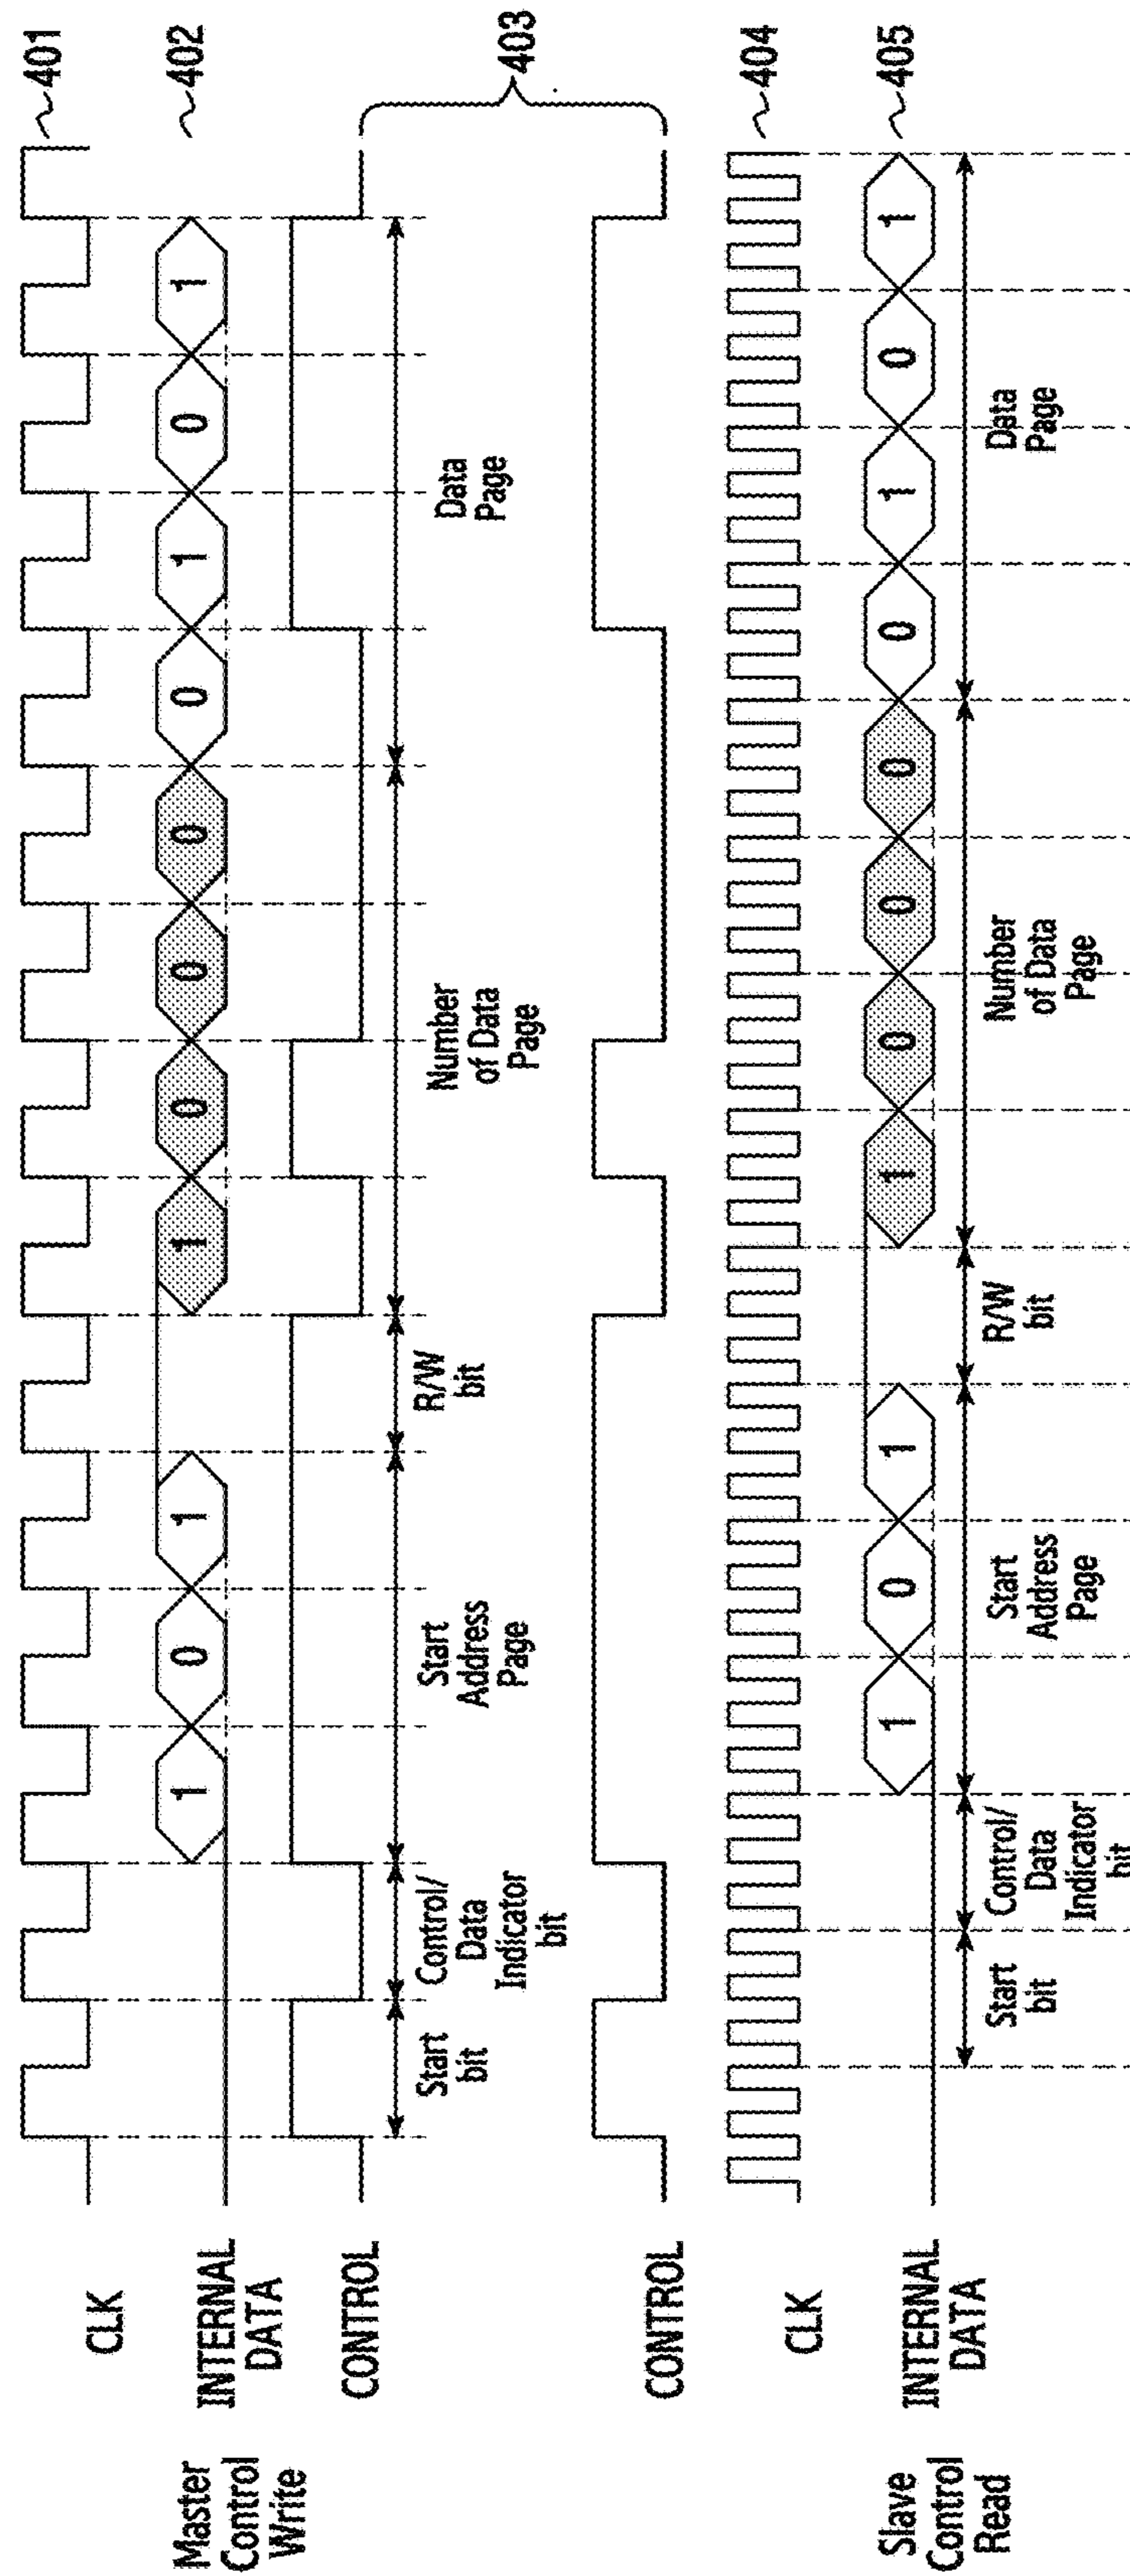 CLK
401
INTERNAL
DATA
1
0
1
1
0
0
0
0
1
0
1
402
Master
Control
Write
CONTROL
Start
bit
Control/
Data
Indicator
bit
Start
Address
Page
R/W
bit
Number
of Data
Page
Data
Page
403
CONTROL
CLK
404
Slave
Control
Read
INTERNAL
DATA
1
0
1
1
0
0
0
0
1
0
1
405
Start
bit
Control/
Data
Indicator
bit
Start
Address
Page
R/W
bit
Number
of Data
Page
Data
Page